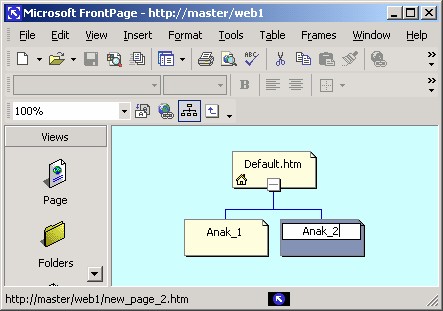 Microsoft FrontPage - http://master/web1
File Edit View Insert Format Tools Table Frames Window Help
B
100%
Views
Page
Folders
Default.htm
Anak_1
Anak_2
http://master/web1/new_page_2.htm